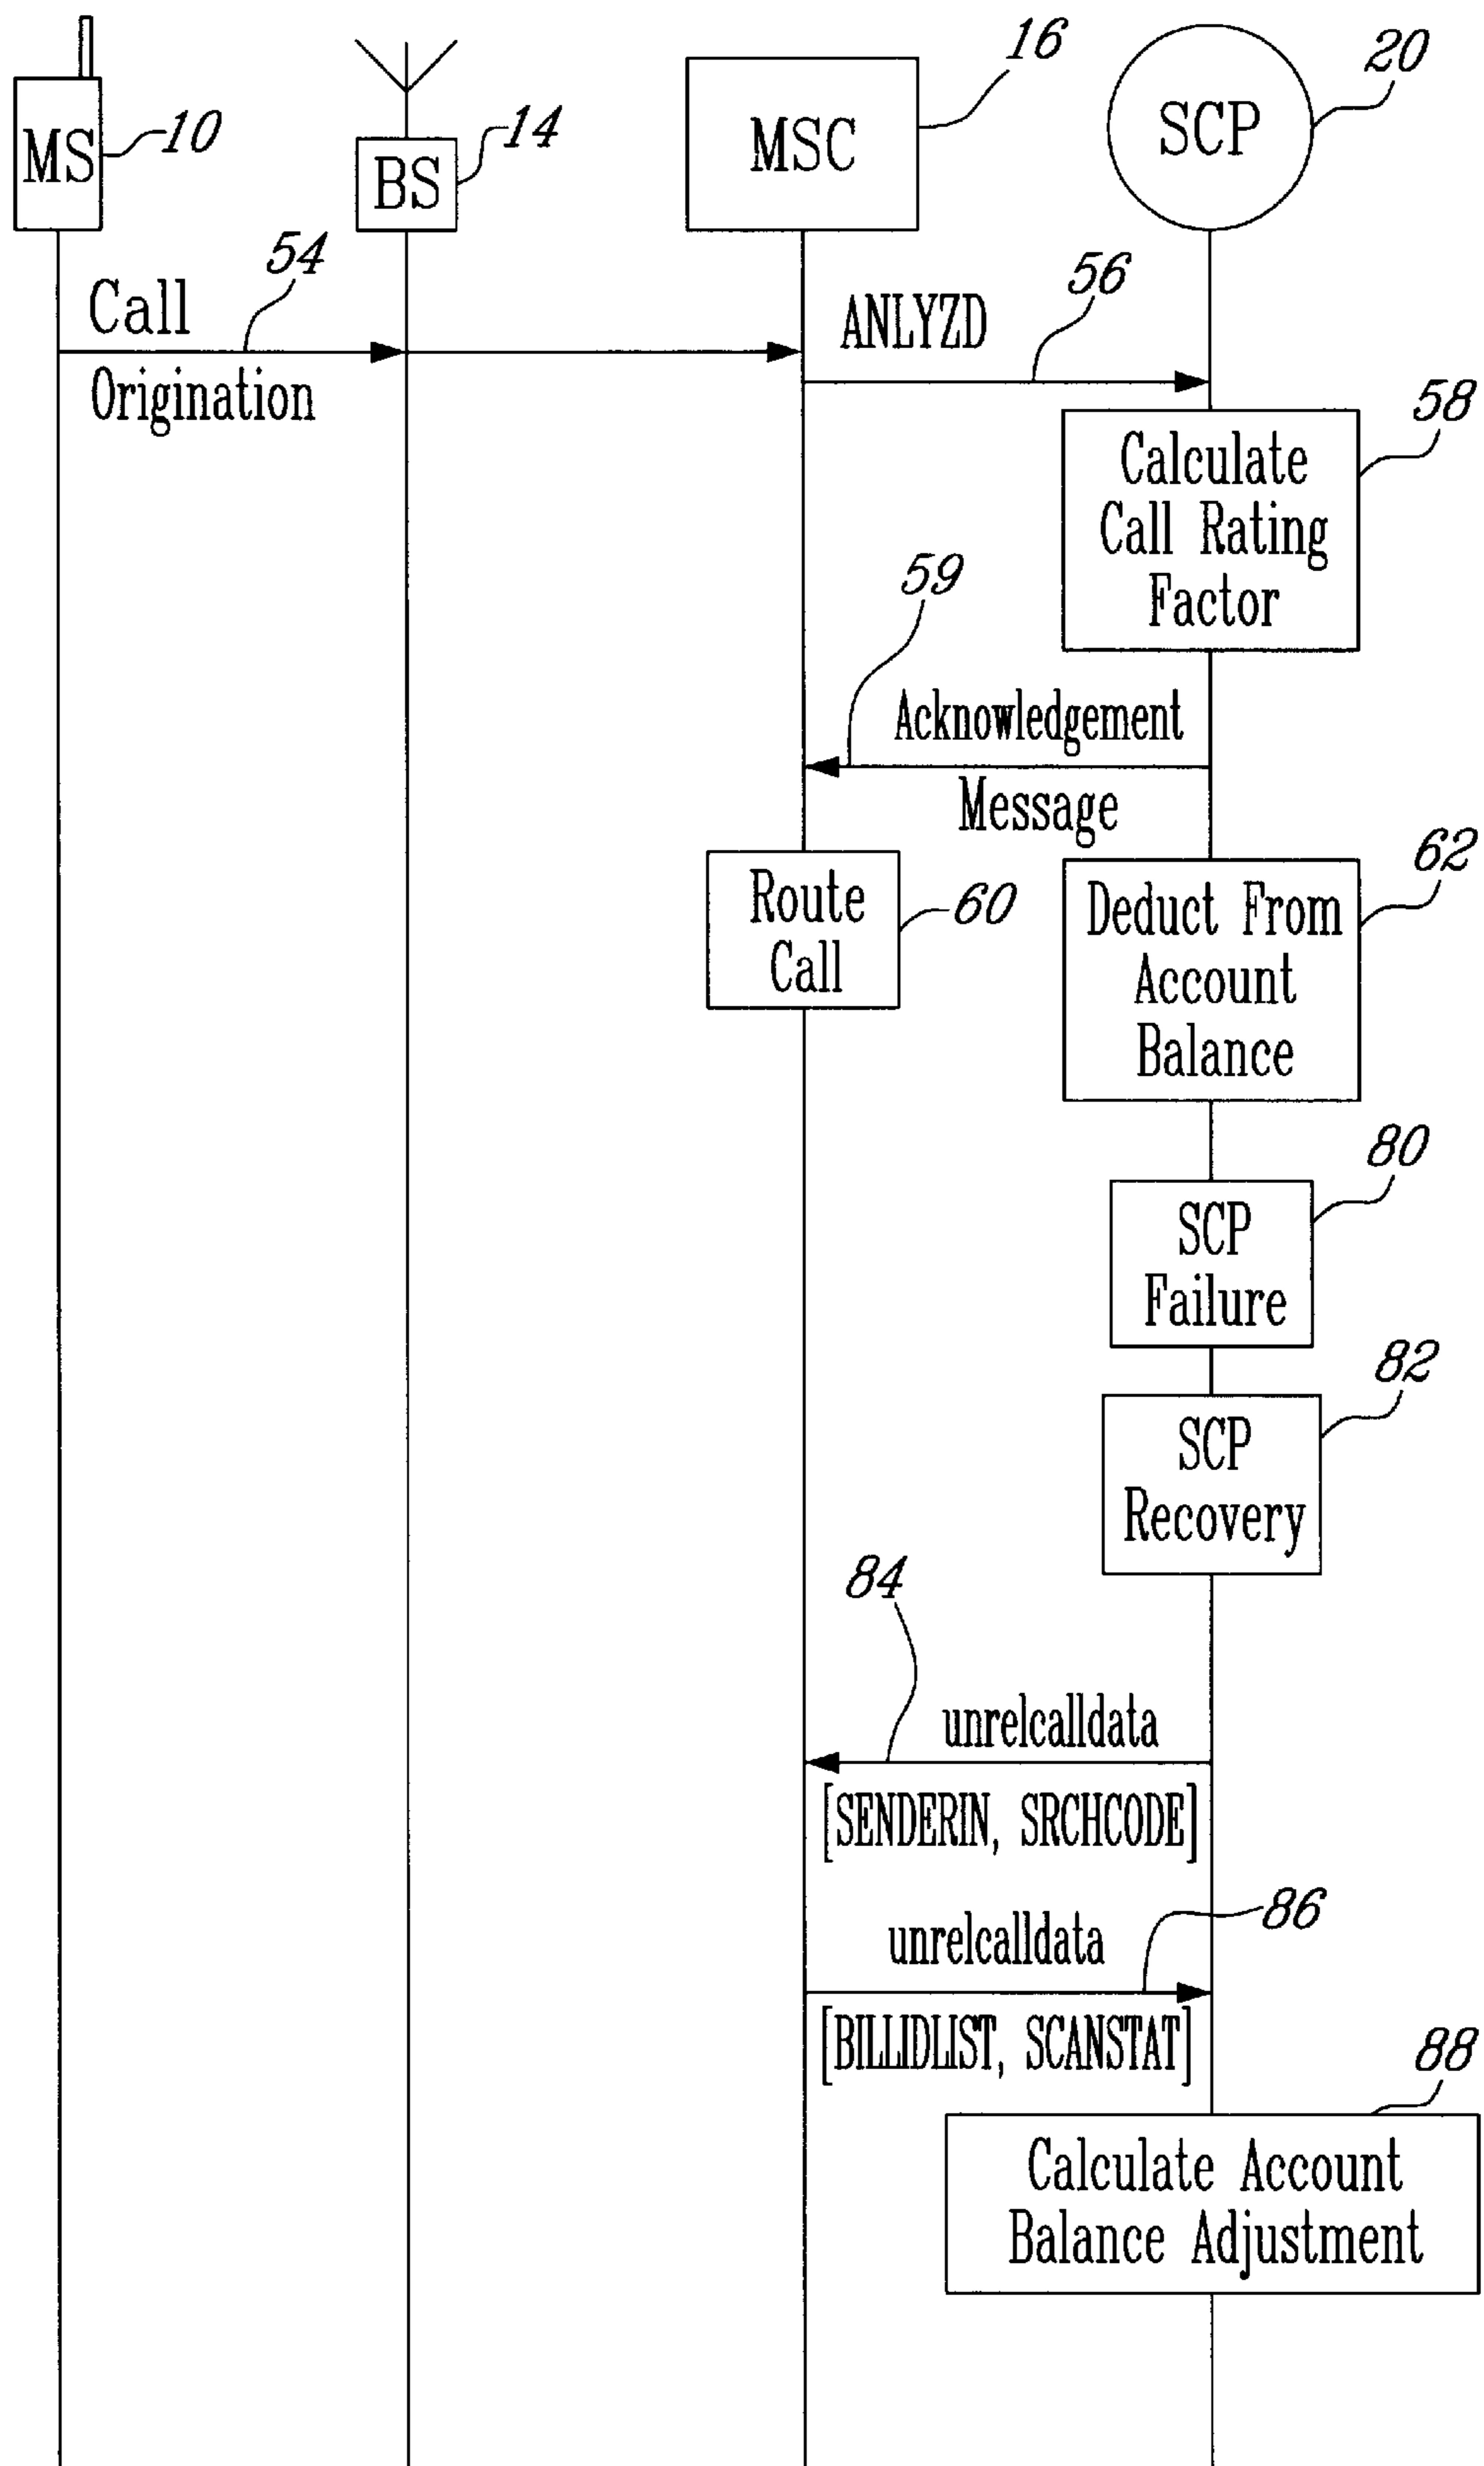 16
20
MS
10
BS
14
MSC
SCP
54
Call
Origination
ANLYZD
56
58
Calculate
Call Rating
Factor
59
Acknowledgement
Message
62
Route
Call
60
Deduct From
Account
Balance
80
SCP
Failure
82
SCP
Recovery
84
unrelcalldata
[SENDERIN, SRCHCODE]
86
unrelcalldata
[BILLIDLIST, SCANSTAT]
88
Calculate Account
Balance Adjustment